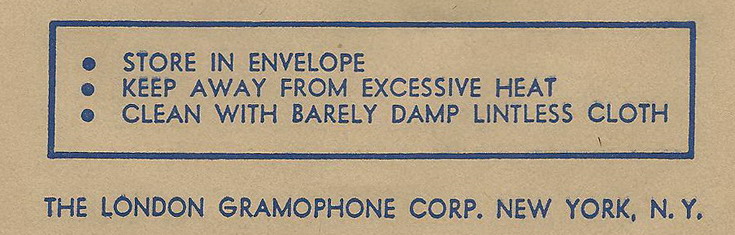 ● STORE IN ENVELOPE
● KEEP AWAY FROM EXCESSIVE HEAT
● CLEAN WITH BARELY DAMP LINTLESS CLOTH
THE LONDON GRAMOPHONE CORP. NEW YORK, N.Y.